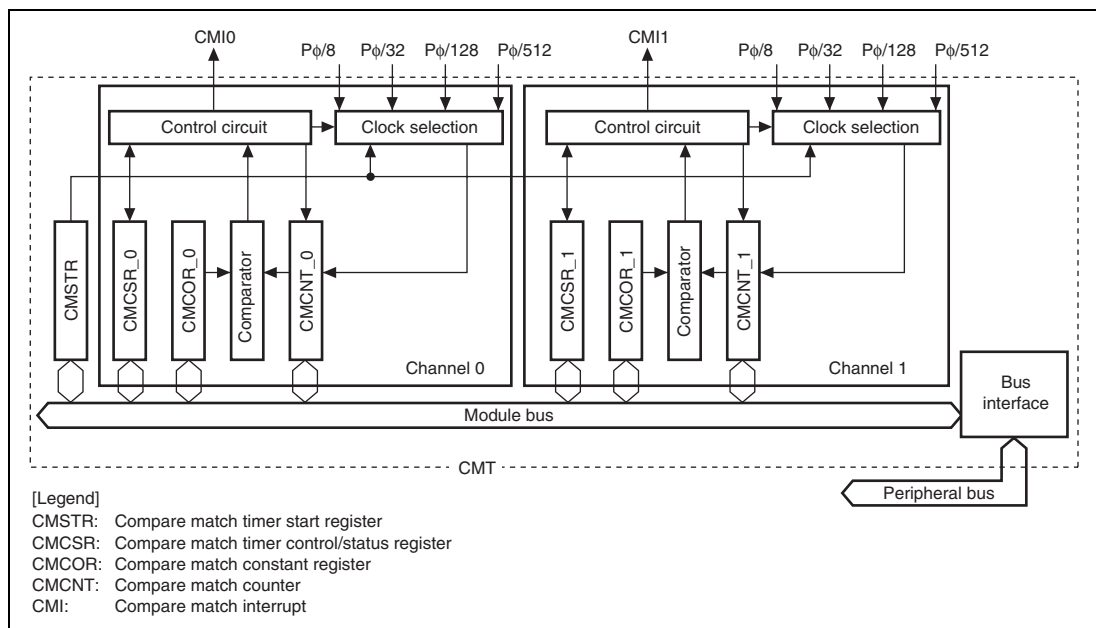 CMI0 Pφ/8 Pφ/32 Pφ/128 Pφ/512 CMI1 Pφ/8 Pφ/32 Pφ/128 Pφ/512
Control circuit Clock selection Control circuit Clock selection
CMSTR CMCSR_0 CMCOR_0 Comparator CMCNT_0 CMCSR_1 CMCOR_1 Comparator CMCNT_1
Channel 0 Channel 1
Bus
interface
Module bus
CMT
Peripheral bus
[Legend]
CMSTR: Compare match timer start register
CMCSR: Compare match timer control/status register
CMCOR: Compare match constant register
CMCNT: Compare match counter
CMI: Compare match interrupt